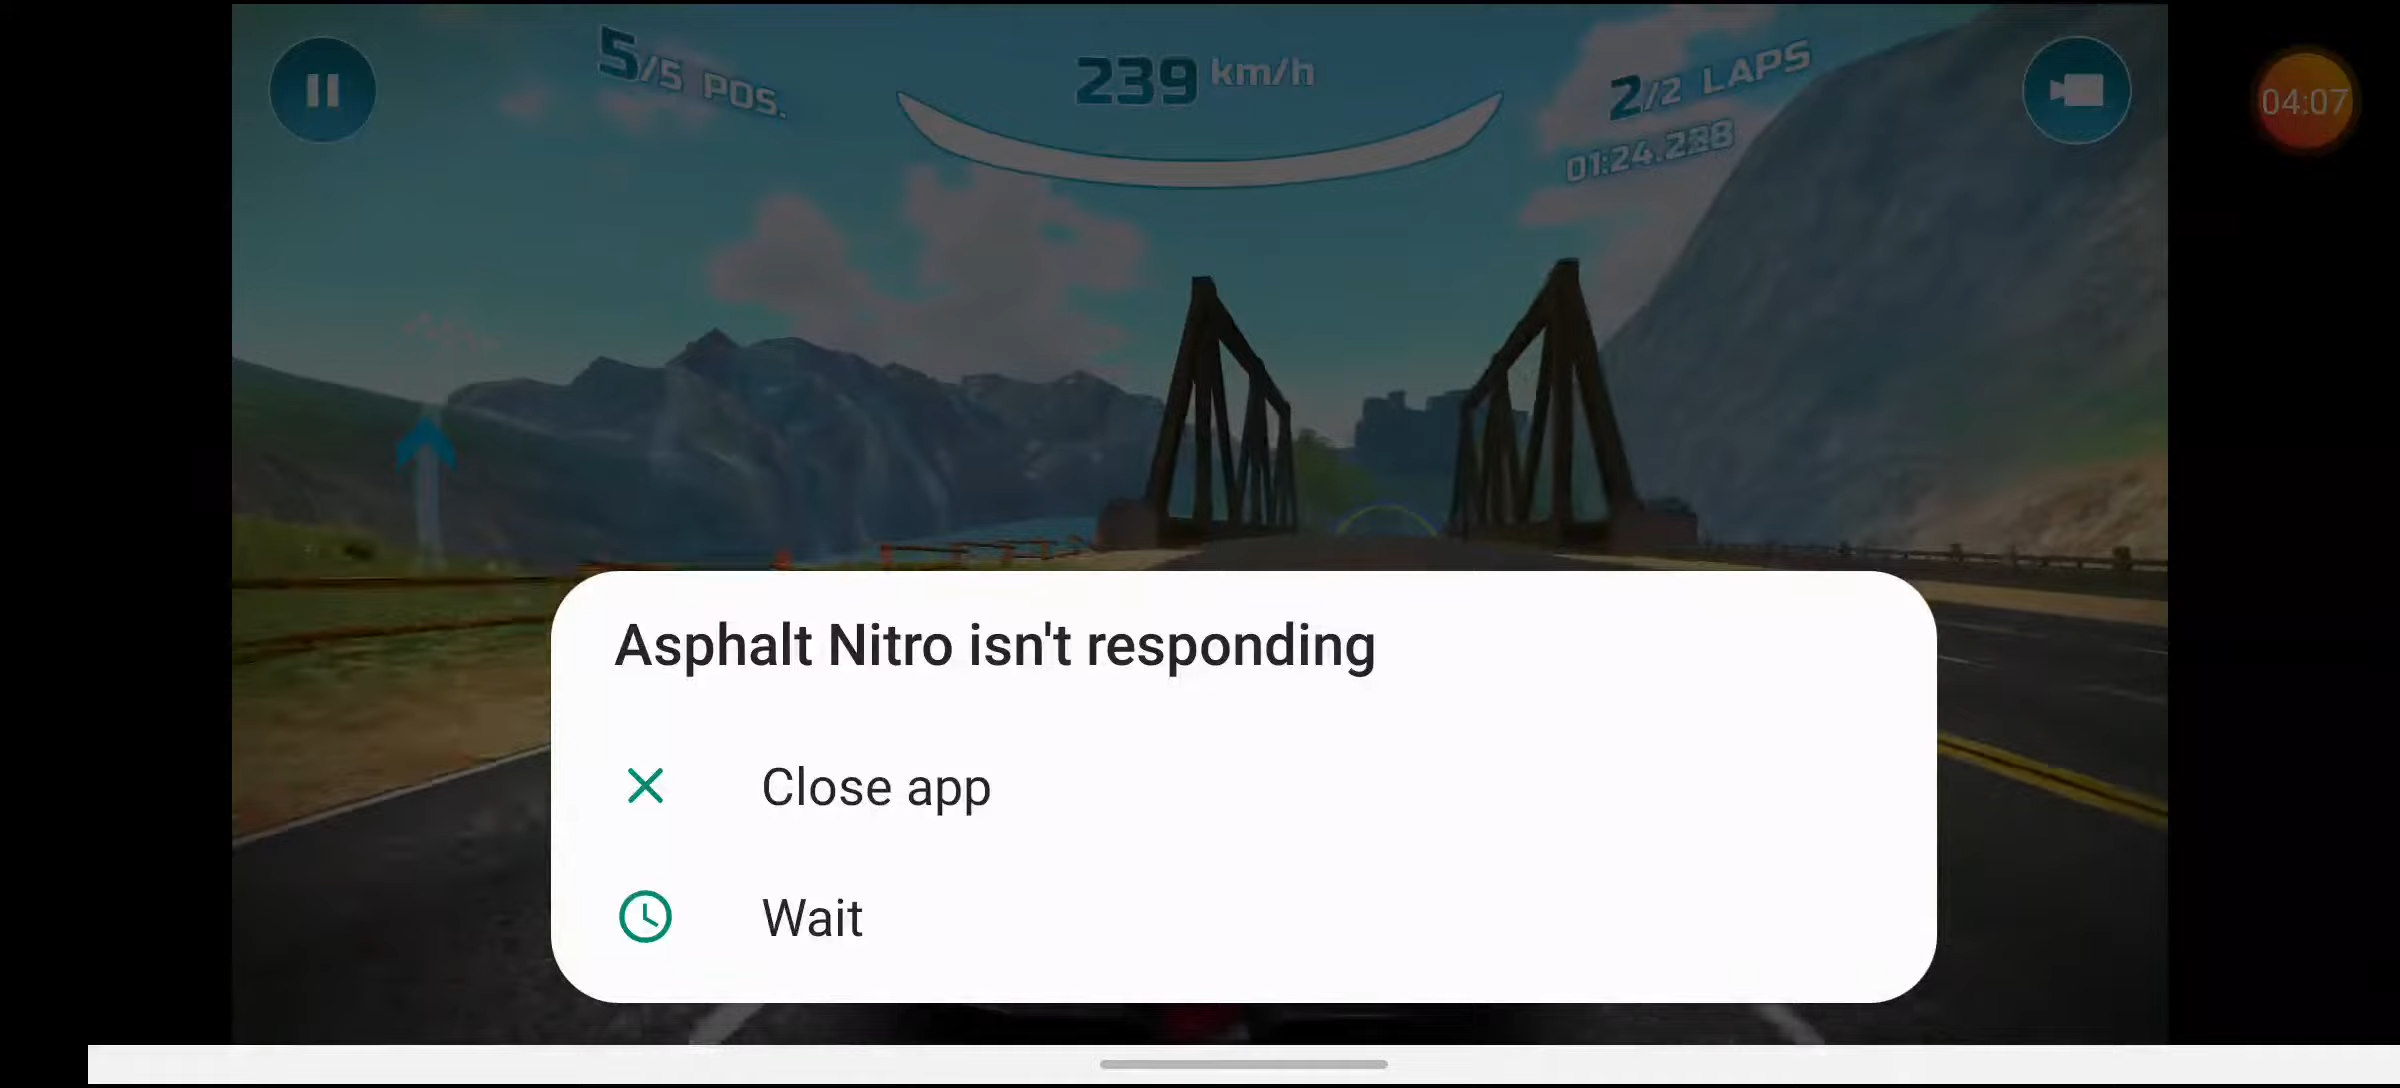 5/5 POS.
239 km/h
2/2 LAPS
01:24.288
04:07
Asphalt Nitro isn't responding
Close app
Wait